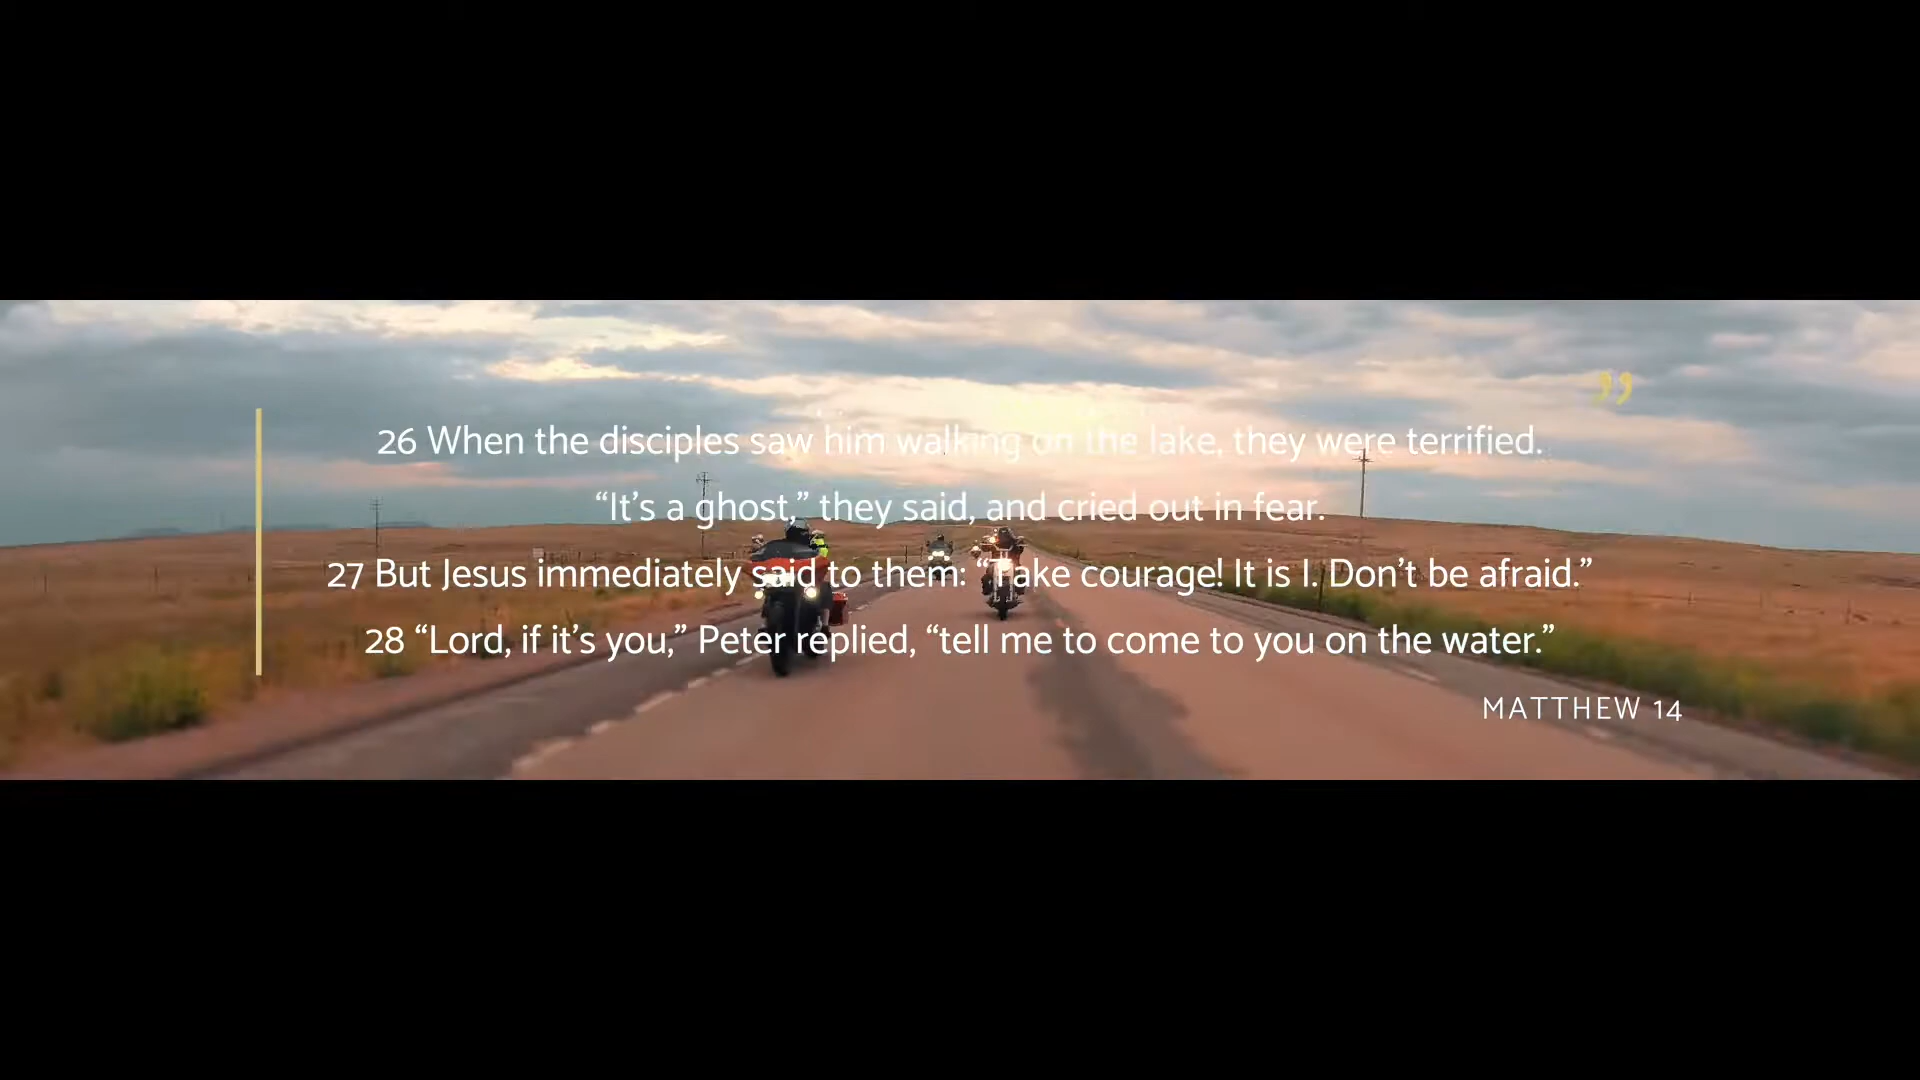 ”
26 When the disciples saw him walking on the lake, they were terrified.
“It’s a ghost,” they said, and cried out in fear.
27 But Jesus immediately said to them: “Take courage! It is I. Don’t be afraid.”
28 “Lord, if it’s you,” Peter replied, “tell me to come to you on the water.”
MATTHEW 14